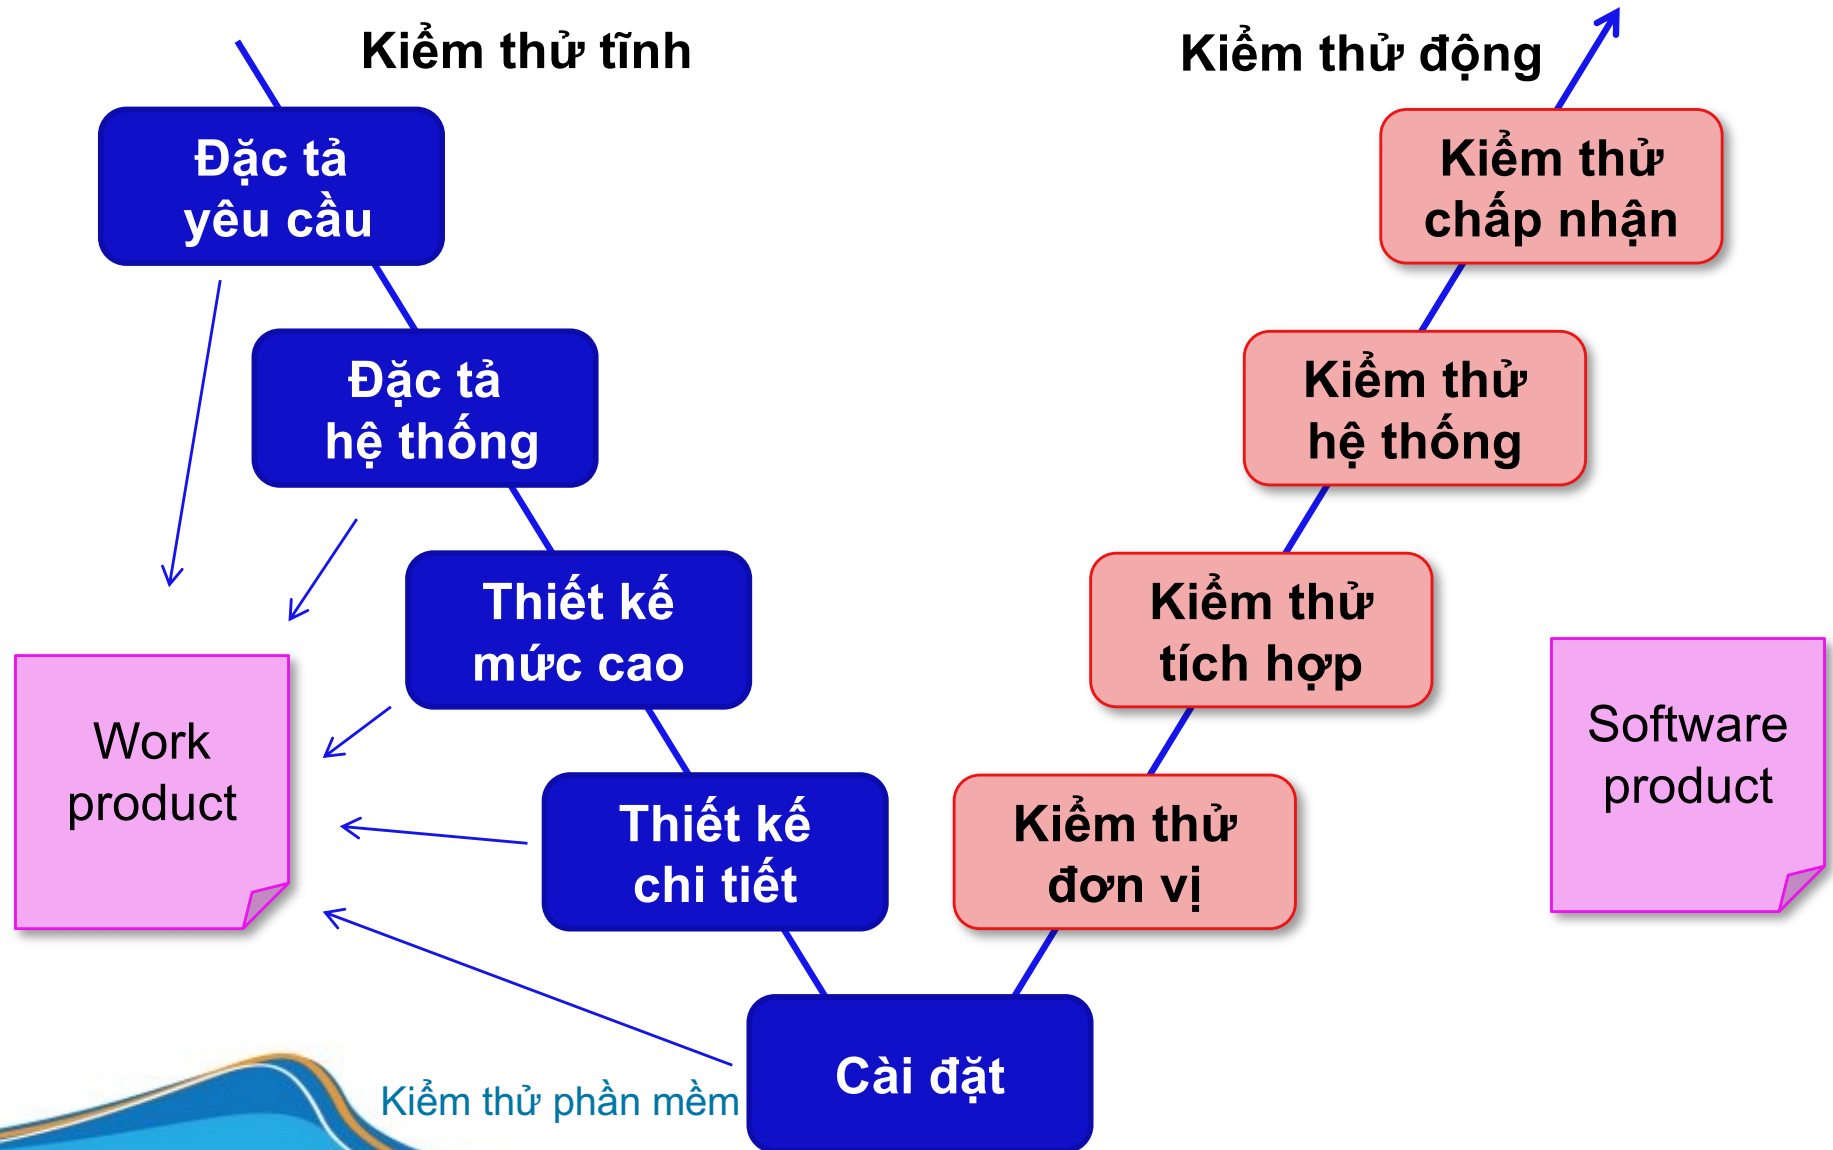 Kiểm thử tĩnh
Kiểm thử động
Đặc tả
yêu cầu
Kiểm thử
chấp nhận
Đặc tả
hệ thống
Kiểm thử
hệ thống
Thiết kế
mức cao
Kiểm thử
tích hợp
Work
product
Software
product
Thiết kế
chi tiết
Kiểm thử
đơn vị
Cài đặt
Kiểm thử phần mềm